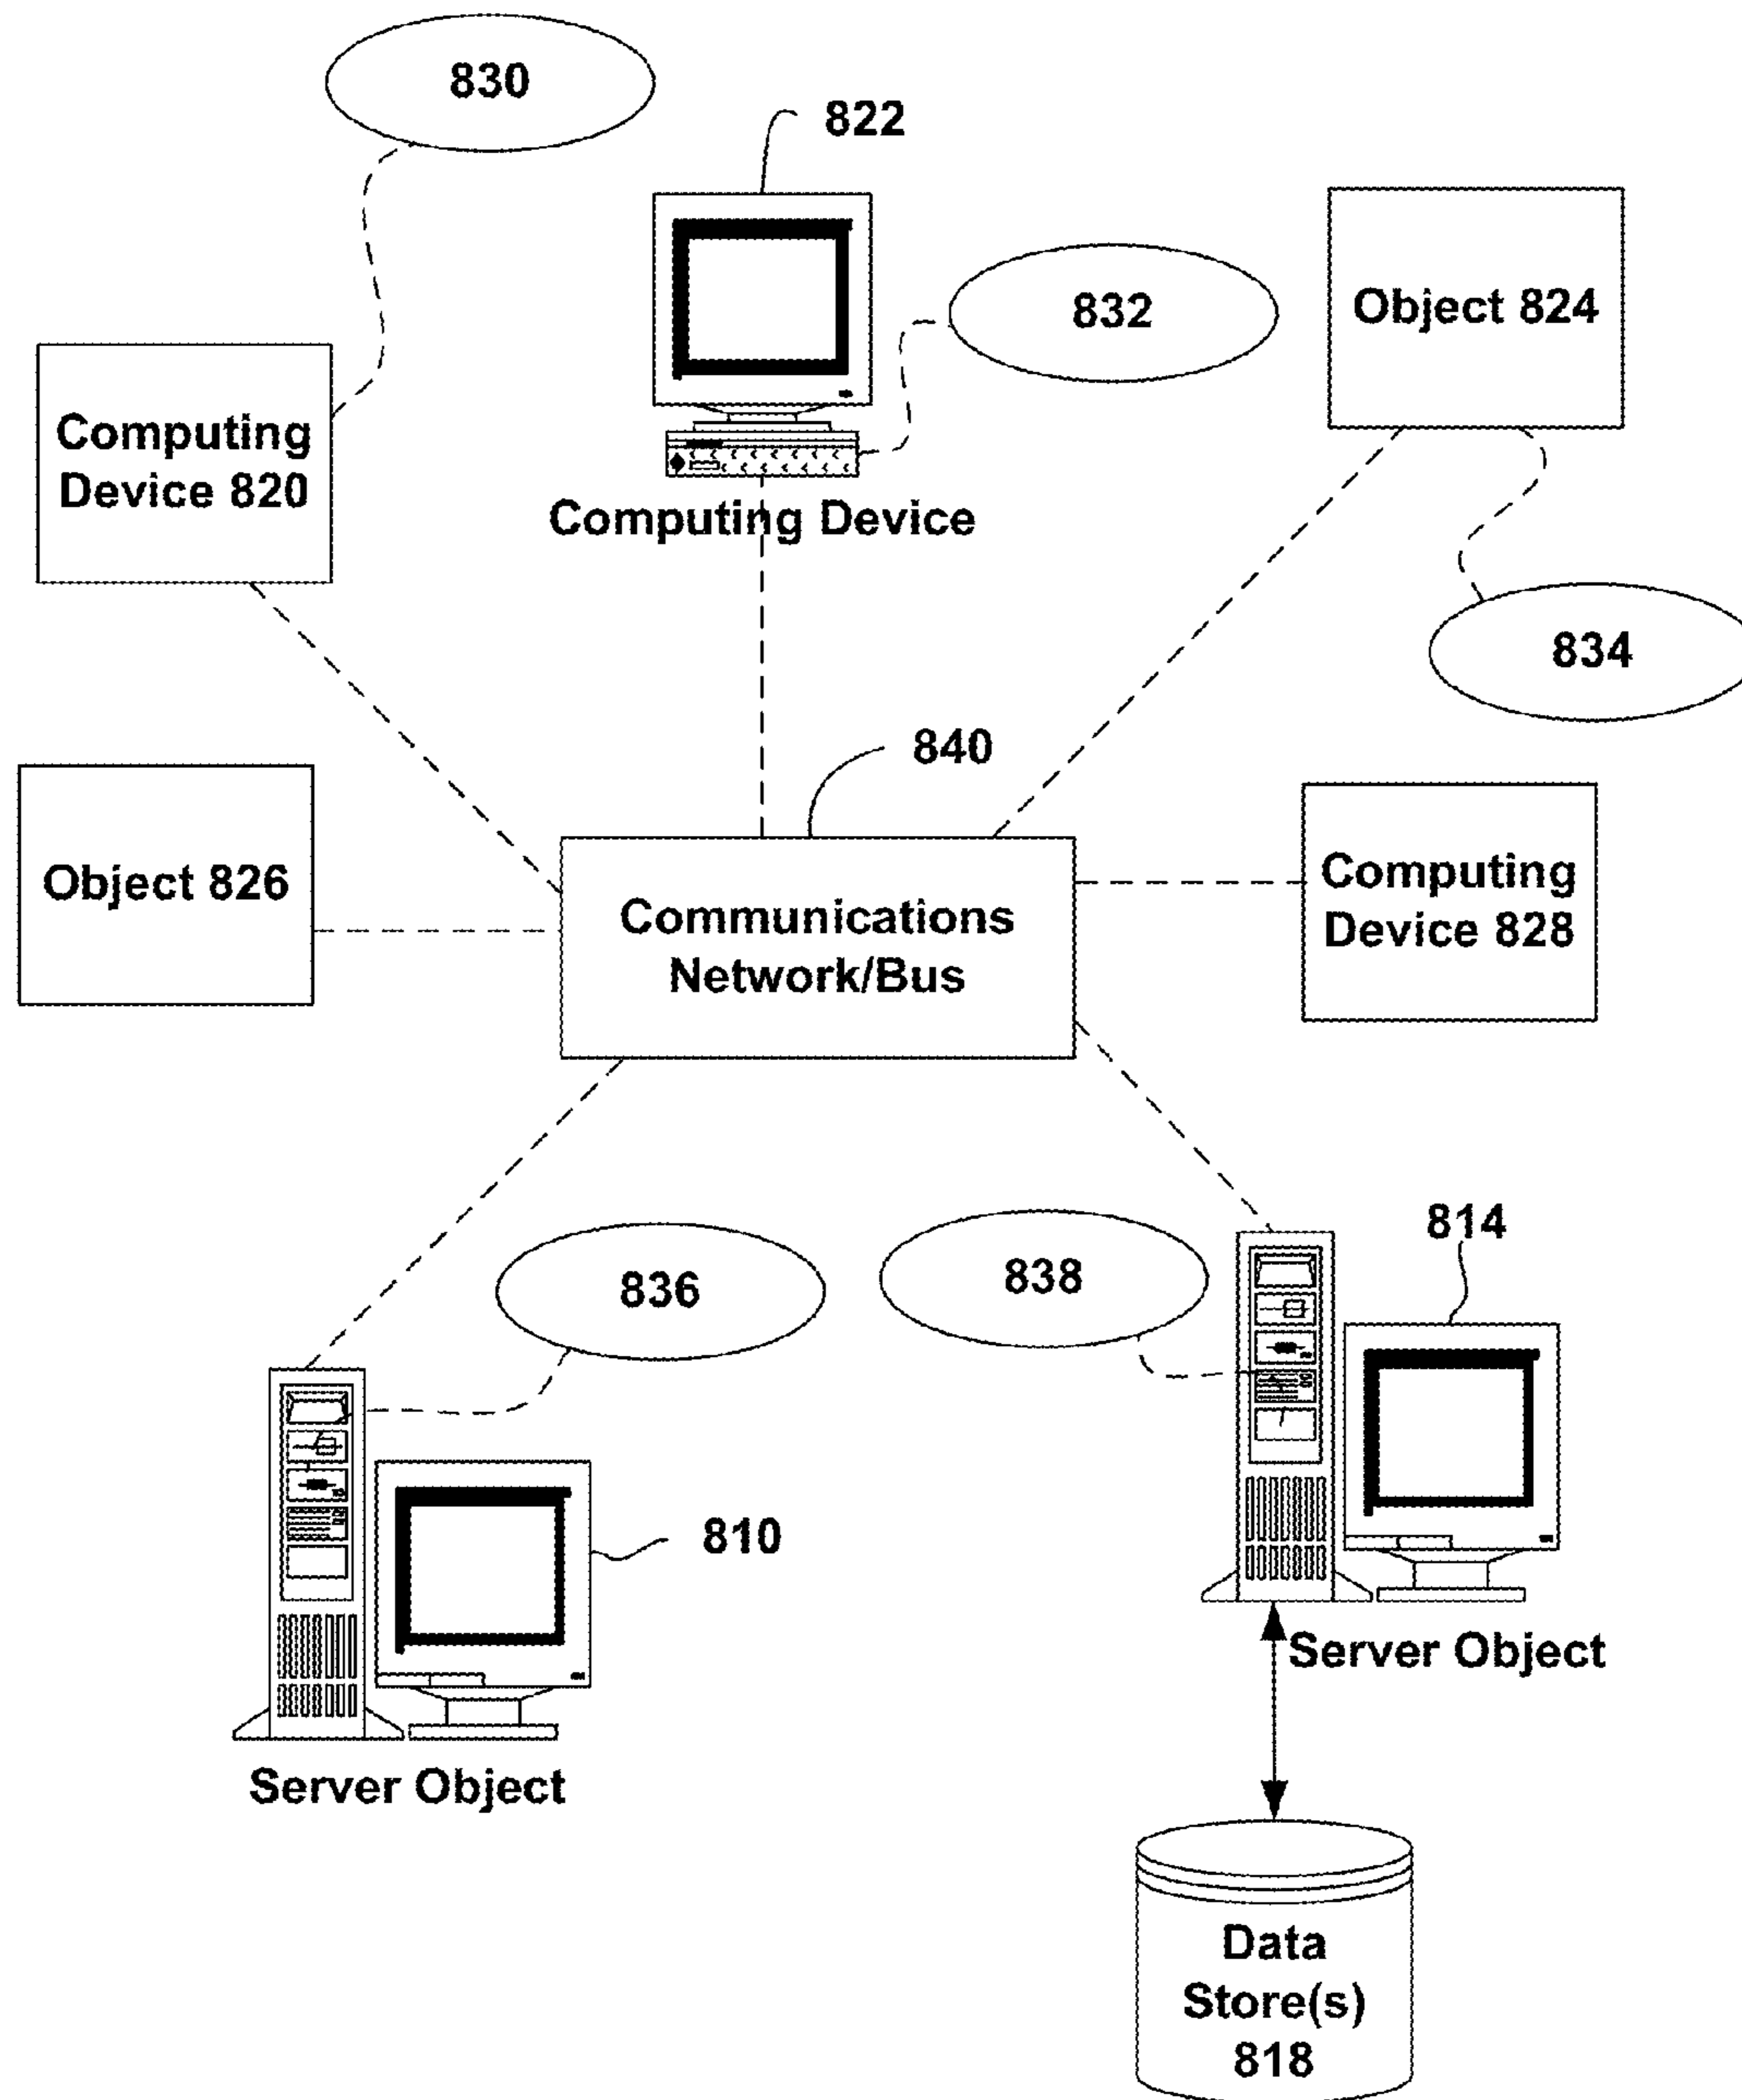 830
822
832
Object 824
Computing
Device 820
Computing Device
834
840
Object 826
Computing
Device 828
Communications
Network/Bus
814
836
838
810
Server Object
Server Object
Data
Store(s)
818